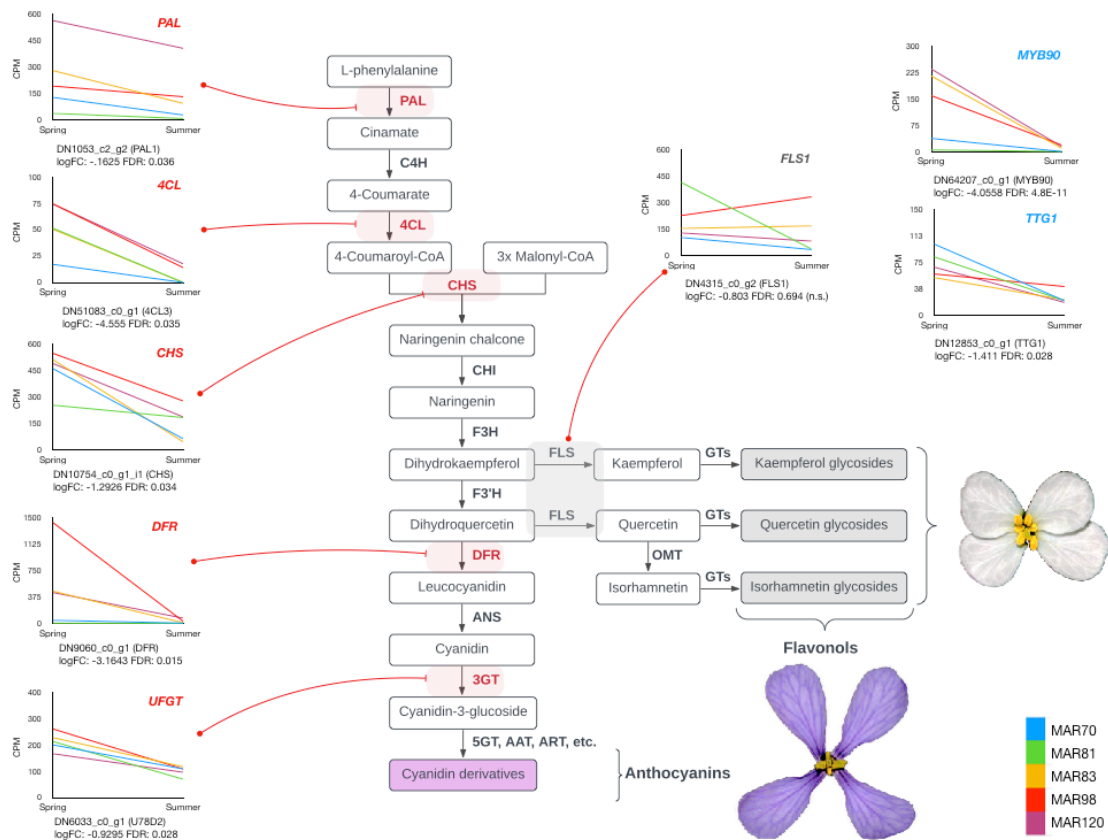 PAL
600
450
300
150
0
CPM
Spring
Summer
DN1053_c2_g2 (PAL1)
logFC: -.1625 FDR: 0.036
4CL
100
75
50
25
0
CPM
Spring
Summer
DN51083_c0_g1 (4CL3)
logFC: -4.555 FDR: 0.035
CHS
600
450
300
150
0
CPM
Spring
Summer
DN10754_c0_g1_i1 (CHS)
logFC: -1.2926 FDR: 0.034
DFR
1500
1125
750
375
0
CPM
Spring
Summer
DN9060_c0_g1 (DFR)
logFC: -3.1643 FDR: 0.015
UFGT
400
300
200
100
0
CPM
Spring
Summer
DN6033_c0_g1 (U78D2)
logFC: -0.9295 FDR: 0.028
L-phenylalanine
PAL
Cinamate
C4H
4-Coumarate
4CL
4-Coumaroyl-CoA
3x Malonyl-CoA
CHS
Naringenin chalcone
CHI
Naringenin
F3H
Dihydrokaempferol
FLS
Kaempferol
GTs
Kaempferol glycosides
F3'H
Dihydroquercetin
FLS
Quercetin
GTs
Quercetin glycosides
DFR
OMT
Leucocyanidin
Isorhamnetin
GTs
Isorhamnetin glycosides
ANS
Flavonols
Cyanidin
3GT
Cyanidin-3-glucoside
5GT, AAT, ART, etc.
Cyanidin derivatives
Anthocyanins
FLS1
600
450
300
150
0
CPM
Spring
Summer
DN4315_c0_g2 (FLS1)
logFC: -0.803 FDR: 0.694 (n.s.)
MYB90
300
225
150
75
0
CPM
Spring
Summer
DN64207_c0_g1 (MYB90)
logFC: -4.0558 FDR: 4.8E-11
TTG1
150
113
75
38
0
CPM
Spring
Summer
DN12853_c0_g1 (TTG1)
logFC: -1.411 FDR: 0.028
MAR70
MAR81
MAR83
MAR98
MAR120